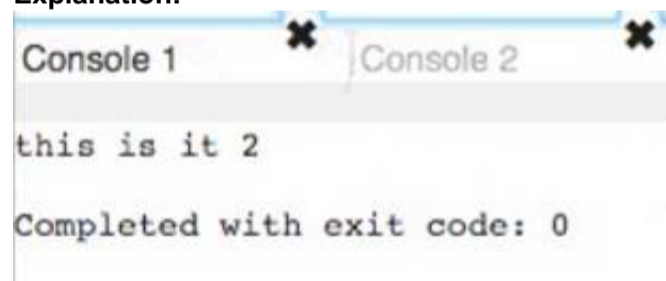 Explanation:
Console 1 Console 2
this is it 2
Completed with exit code: 0